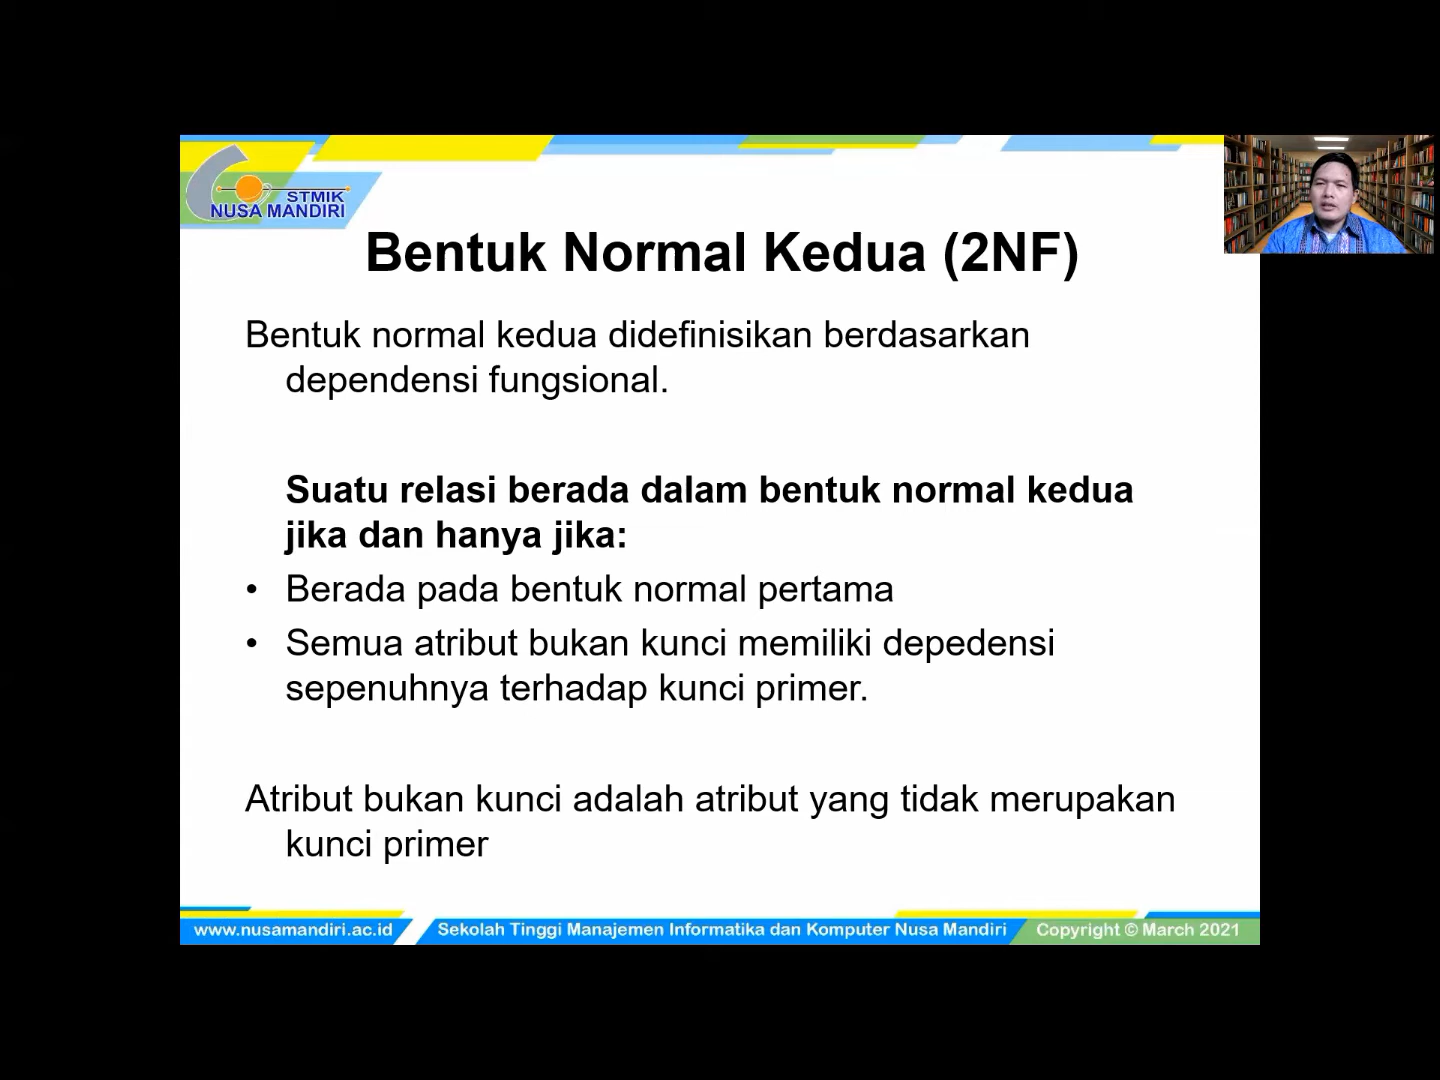 STMIK
NUSA MANDIRI
Bentuk Normal Kedua (2NF)
Bentuk normal kedua didefinisikan berdasarkan
dependensi fungsional.
Suatu relasi berada dalam bentuk normal kedua
jika dan hanya jika:
• Berada pada bentuk normal pertama
• Semua atribut bukan kunci memiliki depedensi
sepenuhnya terhadap kunci primer.
Atribut bukan kunci adalah atribut yang tidak merupakan
kunci primer
www.nusamandiri.ac.id Sekolah Tinggi Manajemen Informatika dan Komputer Nusa Mandiri Copyright © March 2021